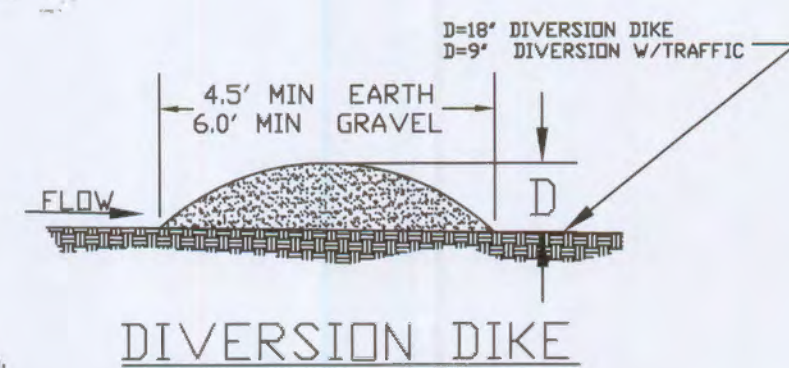 D=18" DIVERSION DIKE
D=9" DIVERSION W/TRAFFIC
4.5' MIN EARTH
6.0' MIN GRAVEL
FLOW
D
DIVERSION DIKE